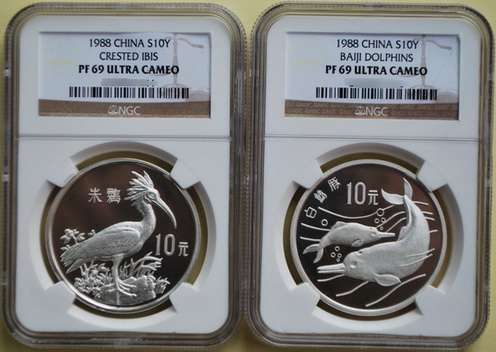 1988 CHINA S10Y
CRESTED IBIS
PF 69 ULTRA CAMEO
NGC
朱鹮
10元
1988 CHINA S10Y
BAIJI DOLPHINS
PF 69 ULTRA CAMEO
NGC
10元
白鱀豚